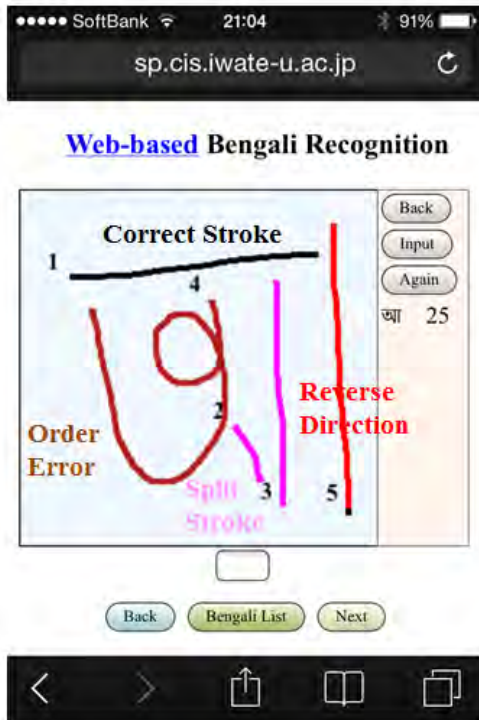 SoftBank 21:04 91%
sp.cis.iwate-u.ac.jp
Web-based Bengali Recognition
Back
Correct Stroke
Input
1
Again
4
আ 25
Reverse
Direction
2
Order
Error
Split
Stroke
3
5
Back Bengali List Next